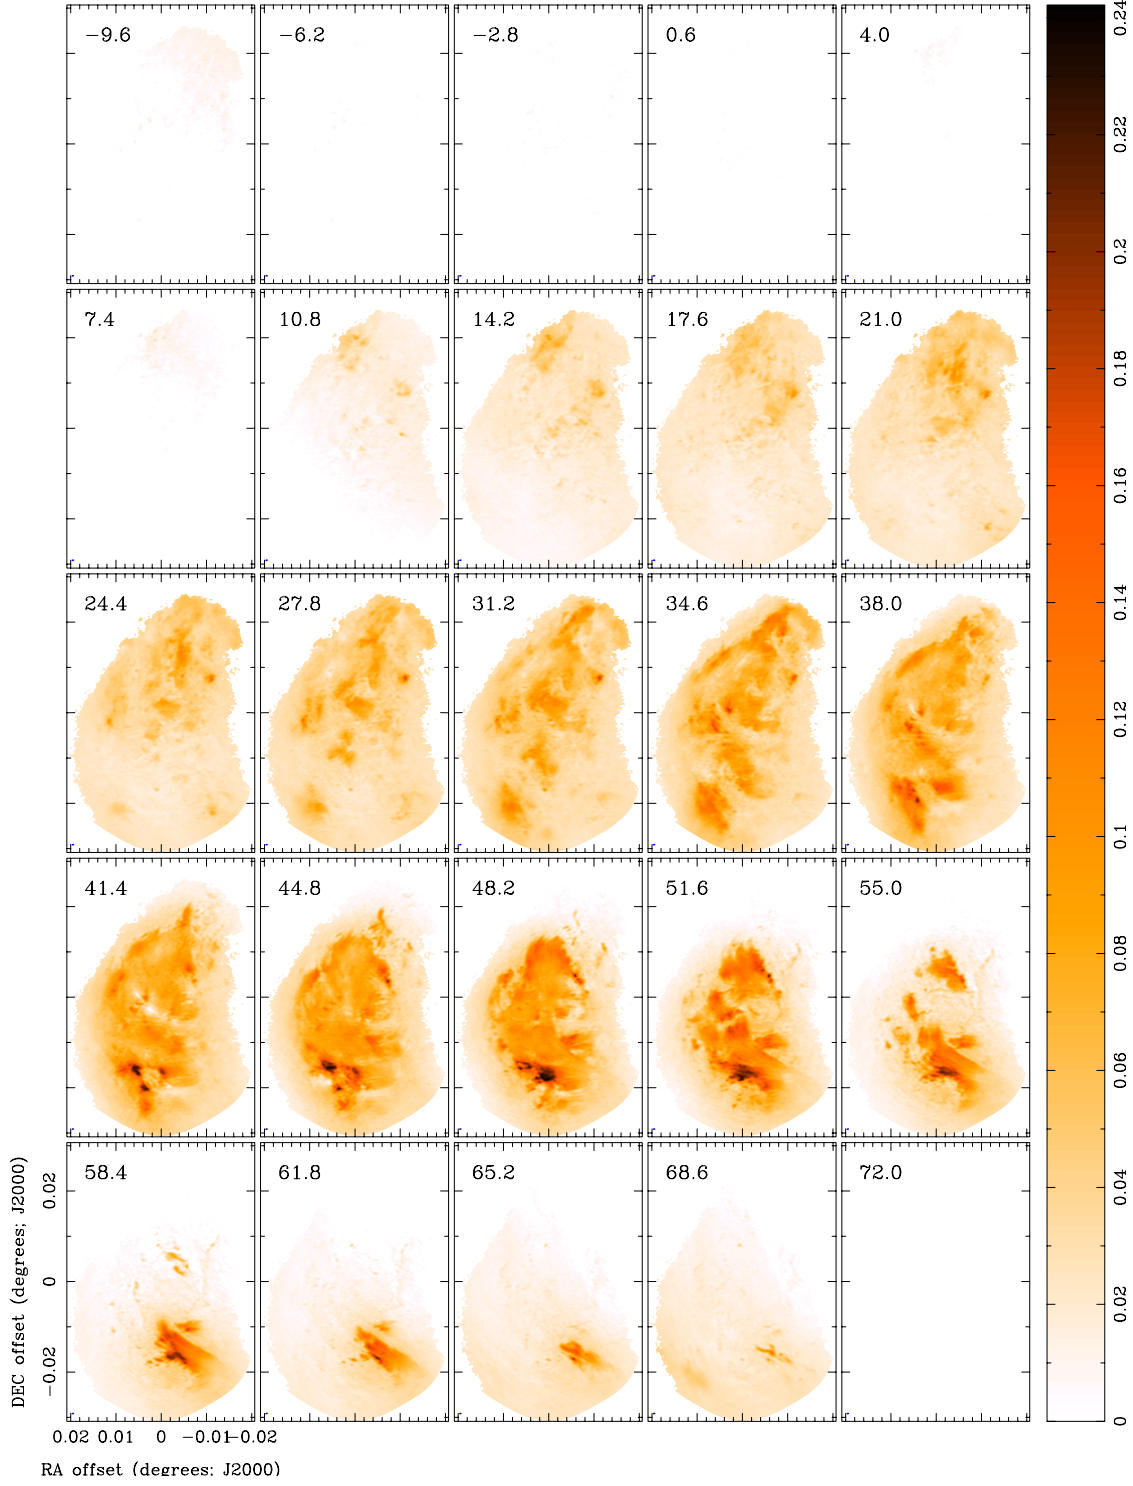 −9.6 −6.2 −2.8 0.6 4.0
7.4 10.8 14.2 17.6 21.0
24.4 27.8 31.2 34.6 38.0
41.4 44.8 48.2 51.6 55.0
58.4 61.8 65.2 68.6 72.0
0.02 0 −0.02
DEC offset (degrees; J2000)
0.02 0.01 0 −0.01 −0.02
RA offset (degrees; J2000)
0 0.02 0.04 0.06 0.08 0.1 0.12 0.14 0.16 0.18 0.2 0.22 0.24